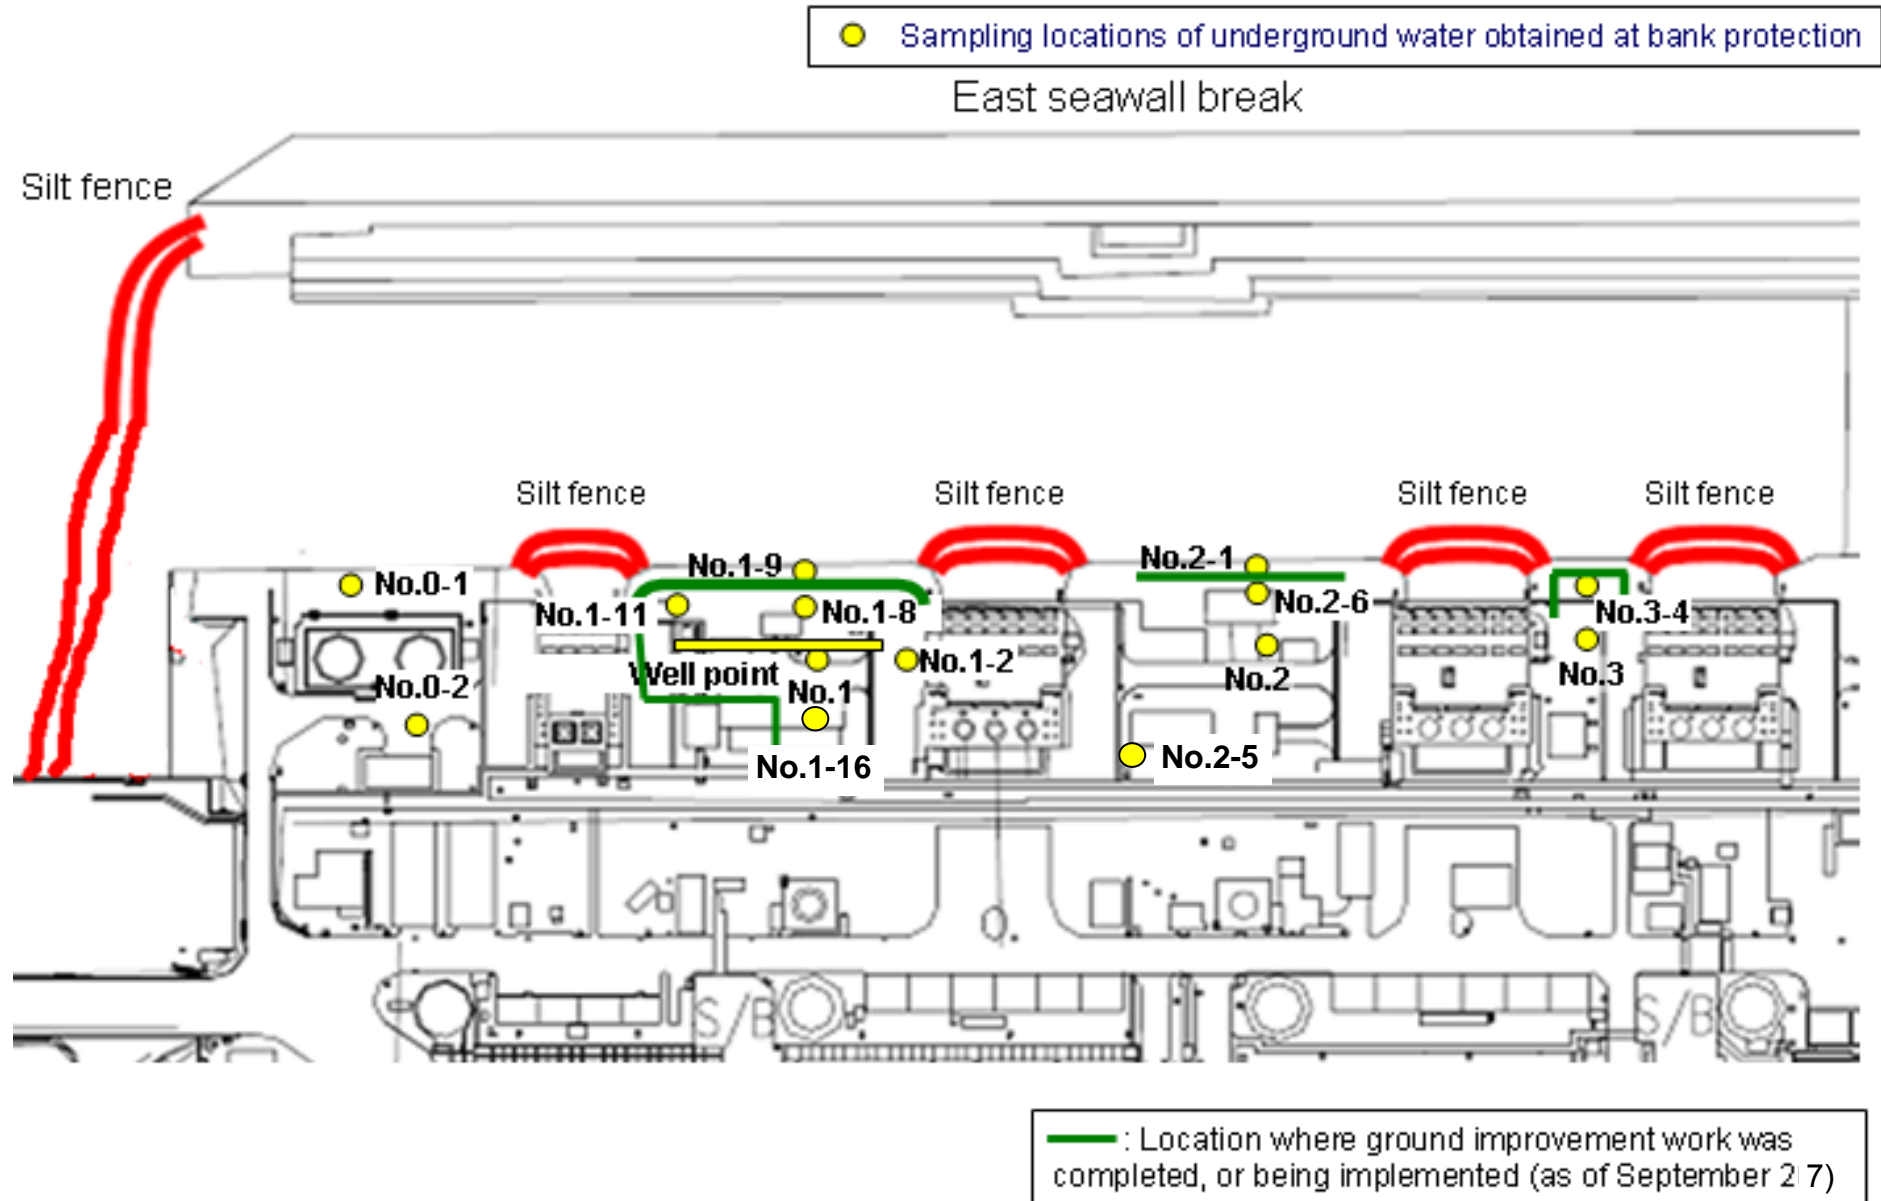 Sampling locations of underground water obtained at bank protection
East seawall break
Silt fence
Silt fence
Silt fence
Silt fence
Silt fence
No.1-9
No.2-1
No.0-1
No.1-11
No.1-8
No.2-6
No.3-4
No.0-2
Well point
No.1
No.1-2
No.2
No.3
No.1-16
No.2-5
S/B
S/B
: Location where ground improvement work was
completed, or being implemented (as of September 2 7)